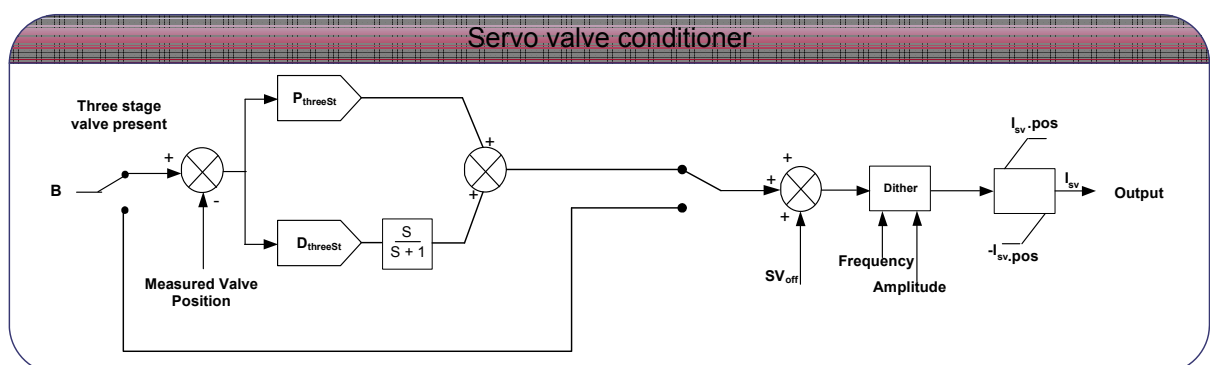 Servo valve conditioner
Three stage
valve present
B
+
-
Measured Valve
Position
P_threeSt
D_threeSt
S
S + 1
+
+
+
+
+
SV_off
Dither
Frequency
Amplitude
I_sv .pos
-I_sv.pos
I_sv
Output